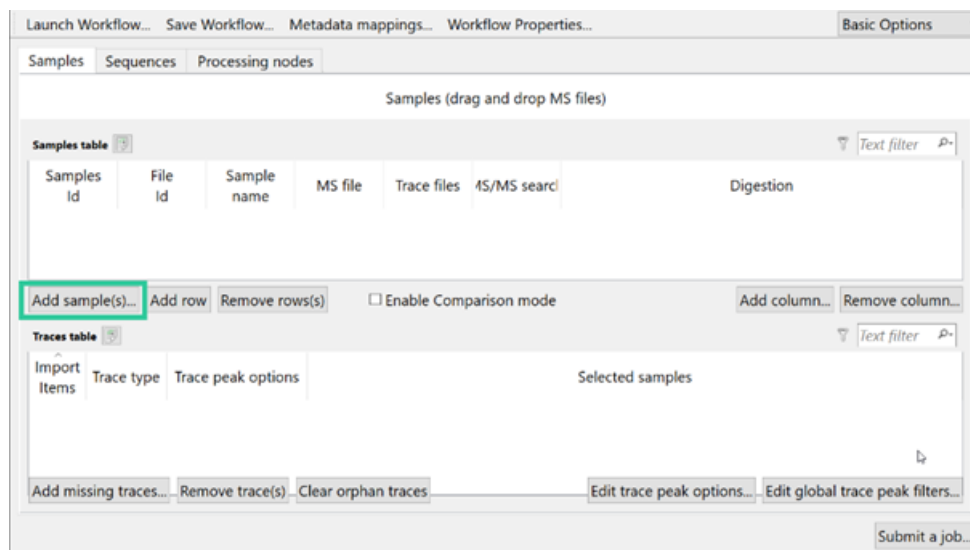 Launch Workflow... Save Workflow... Metadata mappings... Workflow Properties... Basic Options
Samples Sequences Processing nodes
Samples (drag and drop MS files)
Samples table Text filter
Samples Id File Id Sample name MS file Trace files MS/MS searcl Digestion
Add sample(s)... Add row Remove rows(s) Enable Comparison mode Add column... Remove column...
Traces table Text filter
Import Items Trace type Trace peak options Selected samples
Add missing traces... Remove trace(s) Clear orphan traces Edit trace peak options... Edit global trace peak filters...
Submit a job...